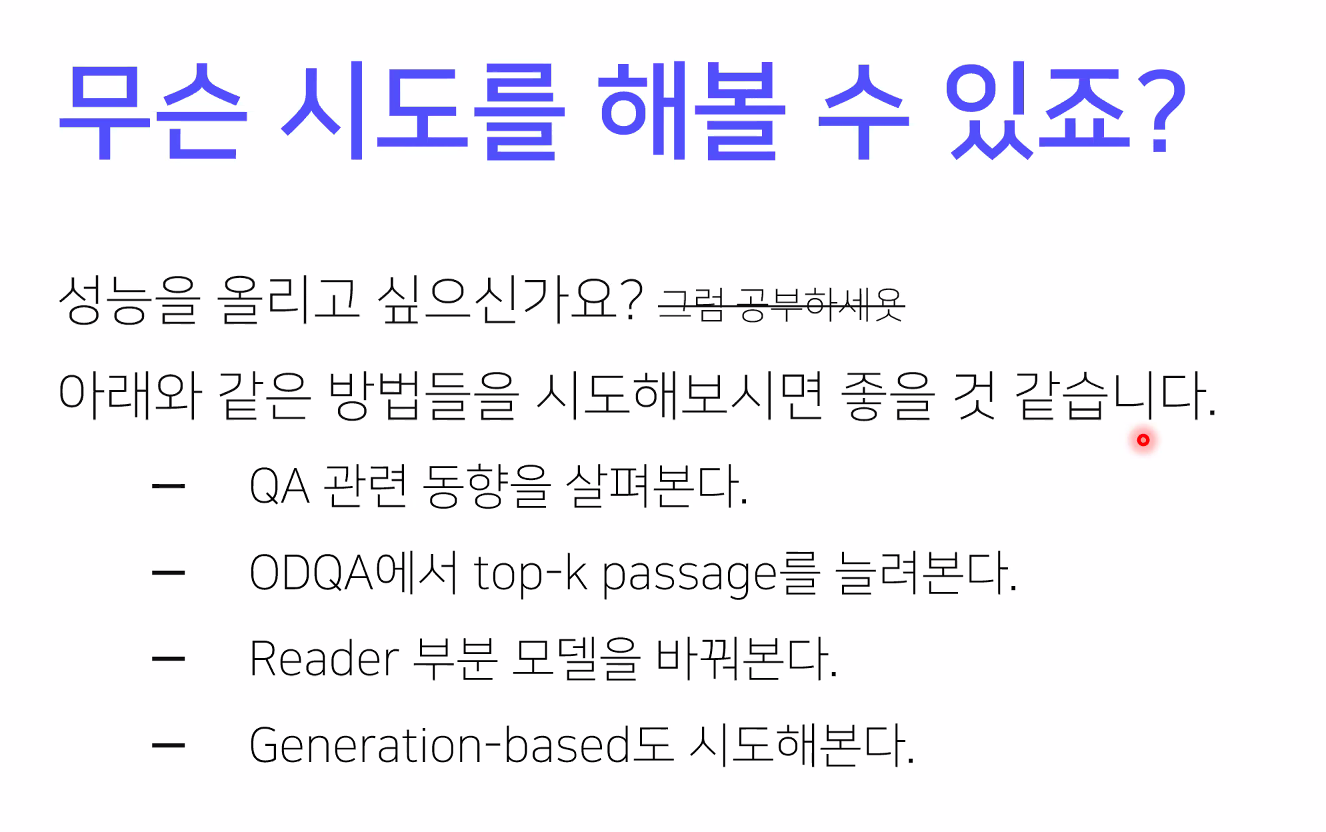 무슨 시도를 해볼 수 있죠?
성능을 올리고 싶으신가요? 그럼 공부하세욧
아래와 같은 방법들을 시도해보시면 좋을 것 같습니다.
— QA 관련 동향을 살펴본다.
— ODQA에서 top-k passage를 늘려본다.
— Reader 부분 모델을 바꿔본다.
— Generation-based도 시도해본다.